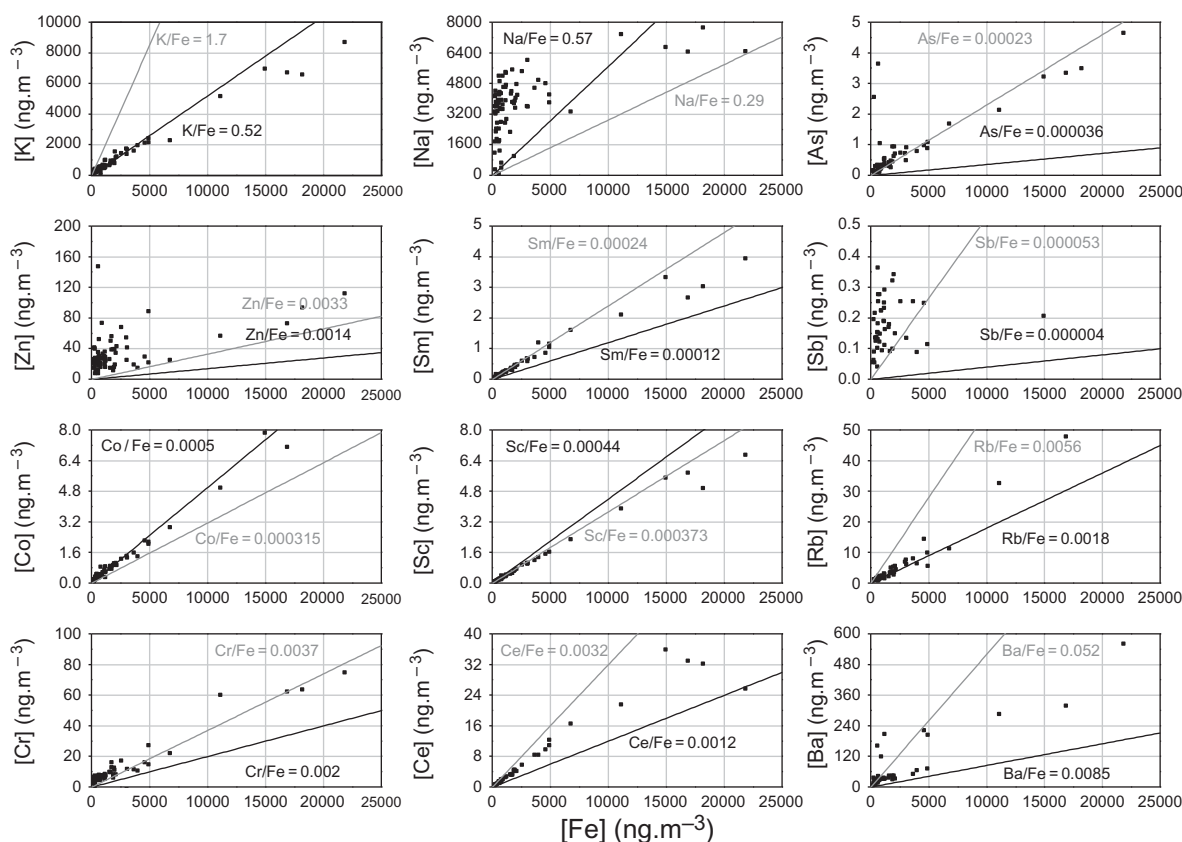 [K] (ng.m–3)
10000
8000
6000
4000
2000
0
K/Fe = 1.7
K/Fe = 0.52
0 5000 10000 15000 20000 25000
[Na] (ng.m–3)
8000
6400
4800
3200
1600
0
Na/Fe = 0.57
Na/Fe = 0.29
0 5000 10000 15000 20000 25000
[As] (ng.m–3)
5
4
3
2
1
0
As/Fe = 0.00023
As/Fe = 0.000036
0 5000 10000 15000 20000 25000
[Zn] (ng.m–3)
200
160
120
80
40
0
Zn/Fe = 0.0033
Zn/Fe = 0.0014
0 5000 10000 15000 20000 25000
[Sm] (ng.m–3)
5
4
3
2
1
0
Sm/Fe = 0.00024
Sm/Fe = 0.00012
0 5000 10000 15000 20000 25000
[Sb] (ng.m–3)
0.5
0.4
0.3
0.2
0.1
0.0
Sb/Fe = 0.000053
Sb/Fe = 0.000004
0 5000 10000 15000 20000 25000
[Co] (ng.m–3)
8.0
6.4
4.8
3.2
1.6
0.0
Co / Fe = 0.0005
Co/Fe = 0.000315
0 5000 10000 15000 20000 25000
[Sc] (ng.m–3)
8.0
6.4
4.8
3.2
1.6
0.0
Sc/Fe = 0.00044
Sc/Fe = 0.000373
0 5000 10000 15000 20000 25000
[Rb] (ng.m–3)
50
40
30
20
10
0
Rb/Fe = 0.0056
Rb/Fe = 0.0018
0 5000 10000 15000 20000 25000
[Cr] (ng.m–3)
100
80
60
40
20
0
Cr/Fe = 0.0037
Cr/Fe = 0.002
0 5000 10000 15000 20000 25000
[Ce] (ng.m–3)
40
32
24
16
8
0
Ce/Fe = 0.0032
Ce/Fe = 0.0012
0 5000 10000 15000 20000 25000
[Ba] (ng.m–3)
600
480
360
240
120
0
Ba/Fe = 0.052
Ba/Fe = 0.0085
0 5000 10000 15000 20000 25000
[Fe] (ng.m–3)